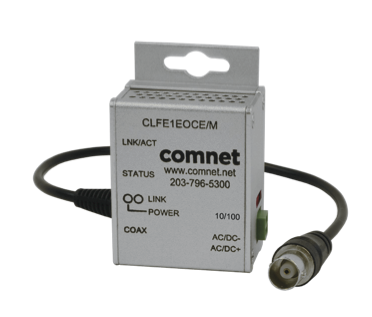 CLFE1EOCE/M
LNK/ACT
comnet
www.comnet.net
STATUS
203-796-5300
LINK
POWER
10/100
COAX
AC/DC-
AC/DC+